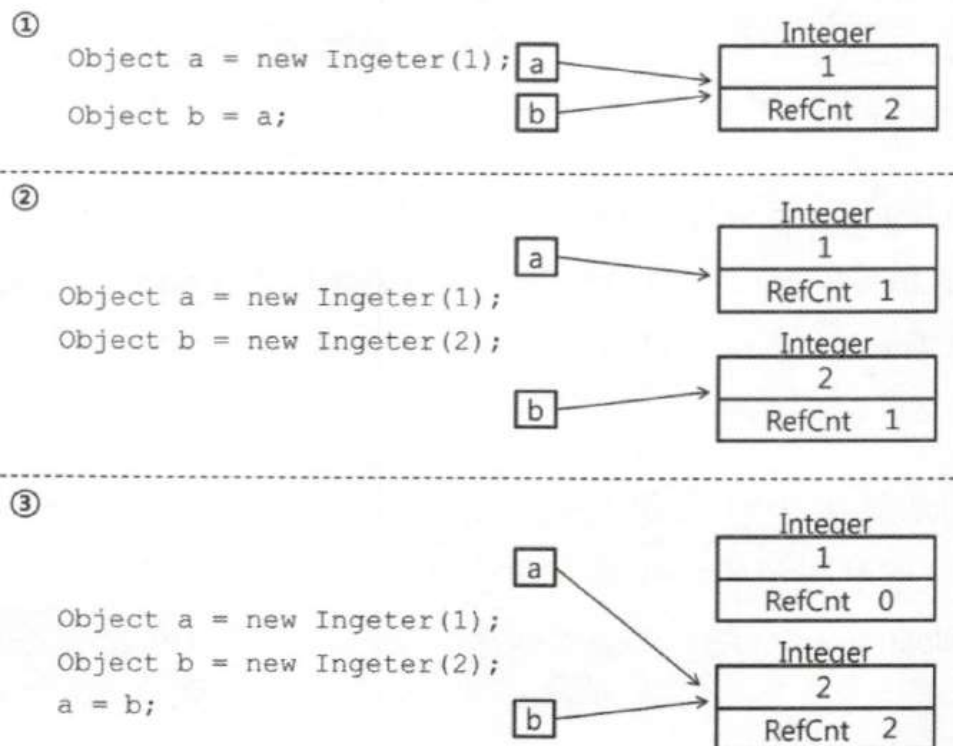 ①
Object a = new Ingeter(1);
Object b = a;
a
b
Integer
1
RefCnt 2
②
Object a = new Ingeter(1);
Object b = new Ingeter(2);
a
b
Integer
1
RefCnt 1
Integer
2
RefCnt 1
③
Object a = new Ingeter(1);
Object b = new Ingeter(2);
a = b;
a
b
Integer
1
RefCnt 0
Integer
2
RefCnt 2